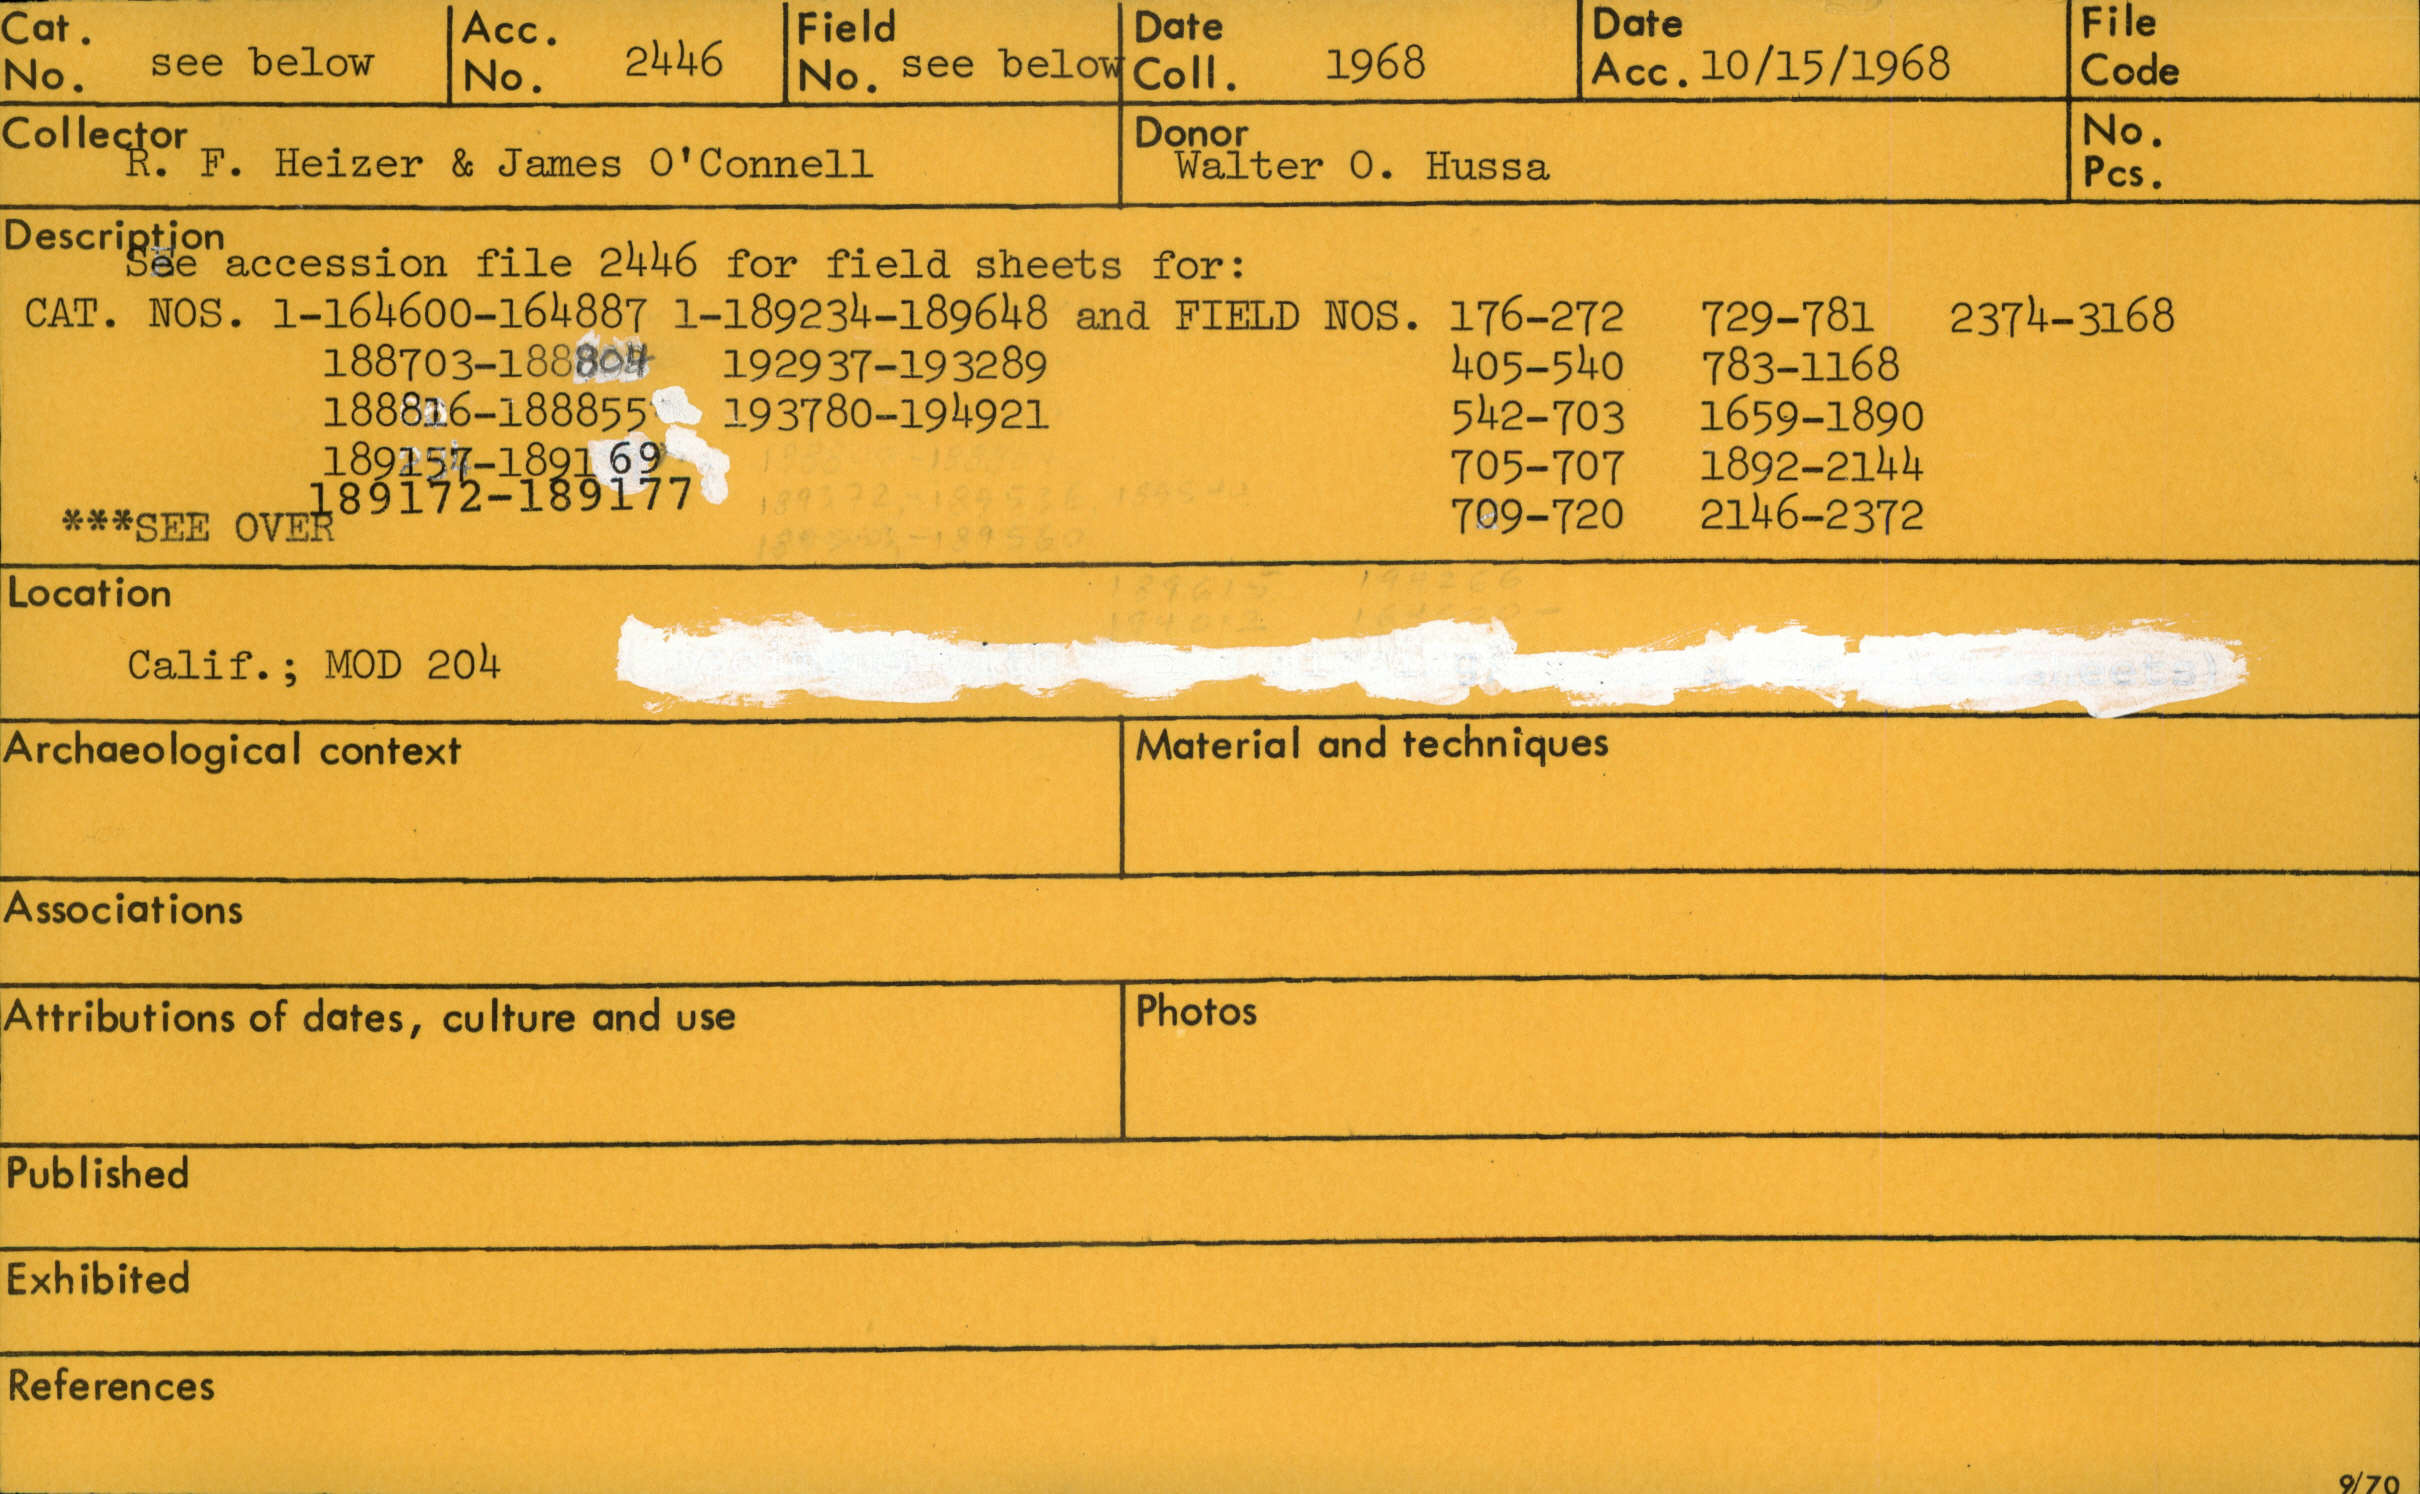 Cat. No. see below Acc. No. 2446 Field No. see below Date Coll. 1968 Date Acc. 10/15/1968 File Code
Collector R. F. Heizer & James O'Connell Donor Walter O. Hussa No. Pcs.
Description
See accession file 2446 for field sheets for:
CAT. NOS. 1-164600-164887 1-189234-189648 and FIELD NOS. 176-272 729-781 2374-3168
188703-188804 192937-193289 405-540 783-1168
188816-188855 193780-194921 542-703 1659-1890
189157-189169 705-707 1892-2144
189172-189177
***SEE OVER 709-720 2146-2372
Location
Calif.; MOD 204
Archaeological context Material and techniques
Associations
Attributions of dates, culture and use Photos
Published
Exhibited
References
9/70